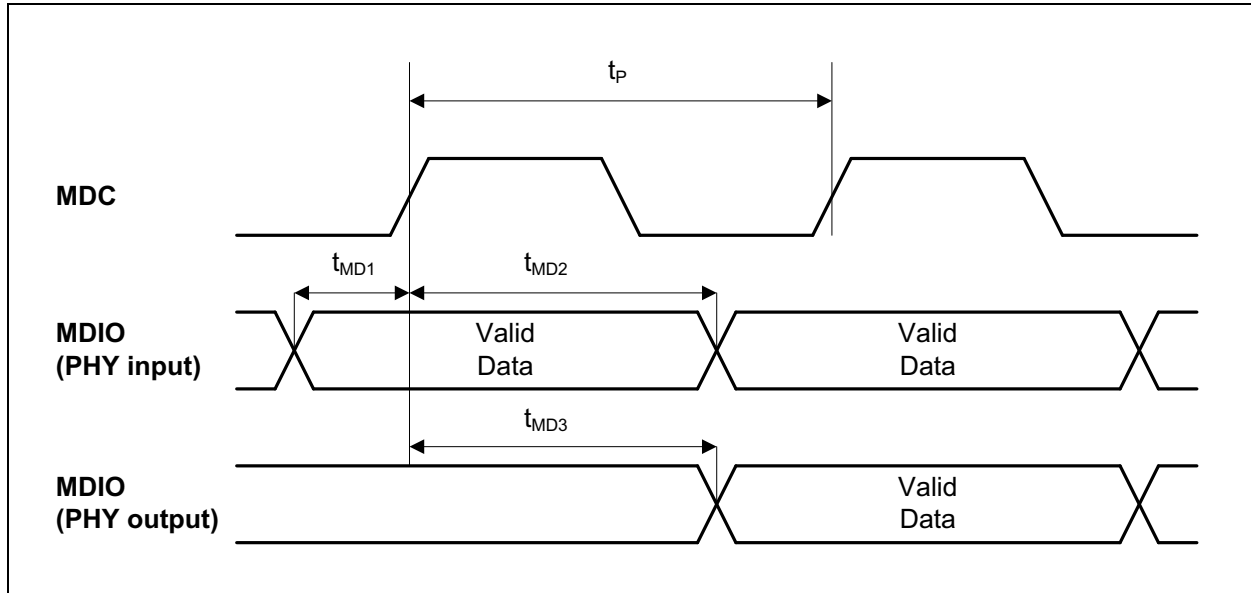 tP
MDC
tMD1
tMD2
MDIO
(PHY input)
Valid
Data
Valid
Data
tMD3
MDIO
(PHY output)
Valid
Data